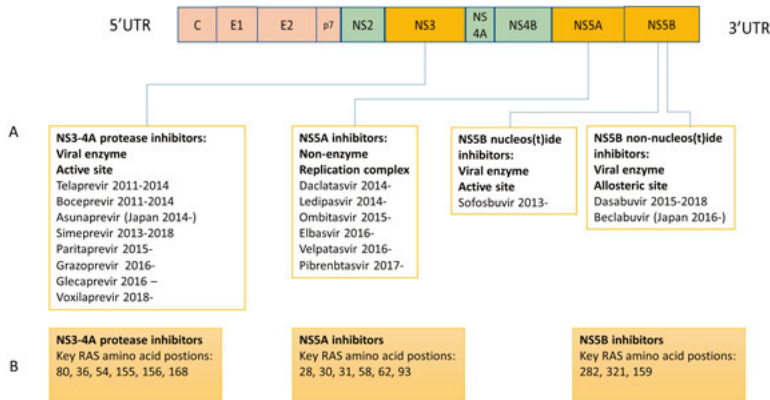 5'UTR C E1 E2 p7 NS2 NS3 NS 4A NS4B NS5A NS5B 3'UTR
A
NS3-4A protease inhibitors:
Viral enzyme
Active site
Telaprevir 2011-2014
Boceprevir 2011-2014
Asunaprevir (Japan 2014-)
Simeprevir 2013-2018
Paritaprevir 2015-
Grazoprevir 2016-
Glecaprevir 2016 –
Voxilaprevir 2018-
NS5A inhibitors:
Non-enzyme
Replication complex
Daclatasvir 2014-
Ledipasvir 2014-
Ombitasvir 2015-
Elbasvir 2016-
Velpatasvir 2016-
Pibrenbtasvir 2017-
NS5B nucleos(t)ide
inhibitors:
Viral enzyme
Active site
Sofosbuvir 2013-
NS5B non-nucleos(t)ide
inhibitors:
Viral enzyme
Allosteric site
Dasabuvir 2015-2018
Beclabuvir (Japan 2016-)
B
NS3-4A protease inhibitors
Key RAS amino acid postions:
80, 36, 54, 155, 156, 168
NS5A inhibitors
Key RAS amino acid positions:
28, 30, 31, 58, 62, 93
NS5B inhibitors
Key RAS amino acid positions:
282, 321, 159